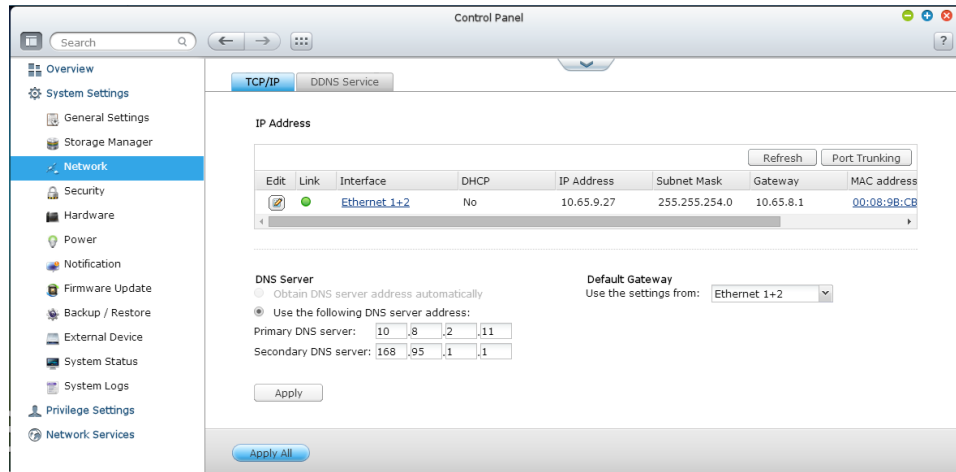 Control Panel
Search
?
Overview
System Settings
General Settings
Storage Manager
Network
Security
Hardware
Power
Notification
Firmware Update
Backup / Restore
External Device
System Status
System Logs
Privilege Settings
Network Services
TCP/IP DDNS Service
IP Address
Refresh Port Trunking
Edit Link Interface DHCP IP Address Subnet Mask Gateway MAC address
Ethernet 1+2 No 10.65.9.27 255.255.254.0 10.65.8.1 00:08:9B:CB
DNS Server Default Gateway
Obtain DNS server address automatically Use the settings from: Ethernet 1+2
Use the following DNS server address:
Primary DNS server: 10 .8 .2 .11
Secondary DNS server: 168 .95 .1 .1
Apply
Apply All